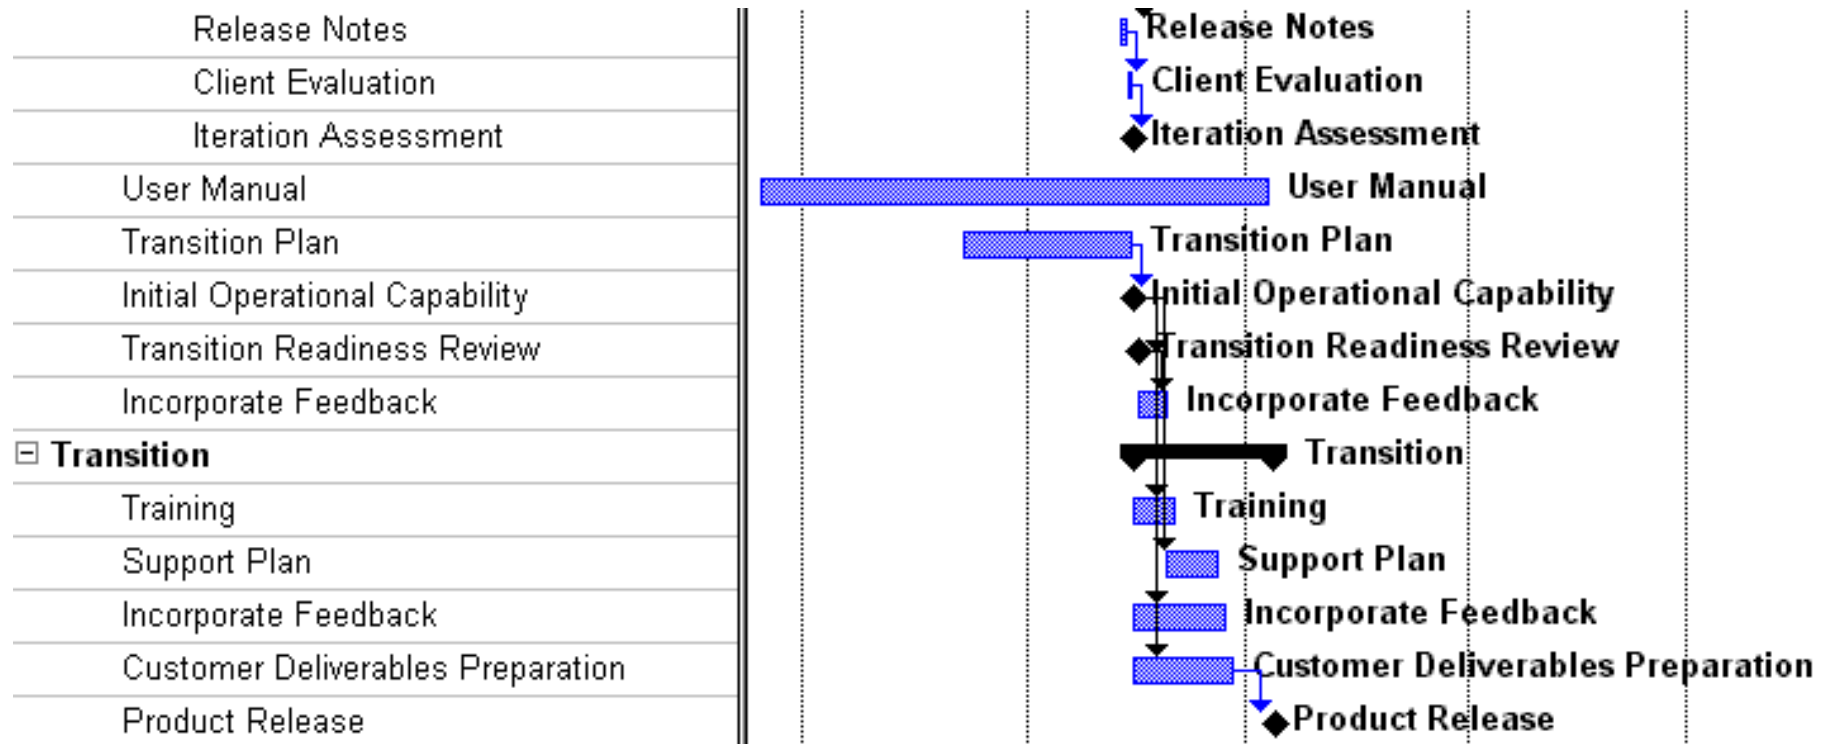 Release Notes Release Notes
Client Evaluation Client Evaluation
Iteration Assessment Iteration Assessment
User Manual User Manual
Transition Plan Transition Plan
Initial Operational Capability Initial Operational Capability
Transition Readiness Review Transition Readiness Review
Incorporate Feedback Incorporate Feedback
Transition Transition
Training Training
Support Plan Support Plan
Incorporate Feedback Incorporate Feedback
Customer Deliverables Preparation Customer Deliverables Preparation
Product Release Product Release